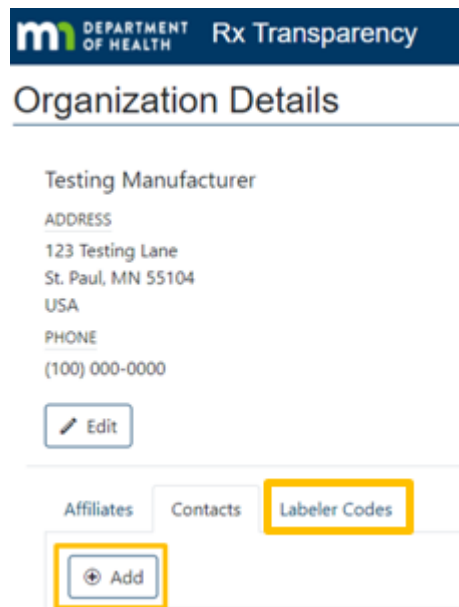 DEPARTMENT
OF HEALTH
Rx Transparency
Organization Details
Testing Manufacturer
ADDRESS
123 Testing Lane
St. Paul, MN 55104
USA
PHONE
(100) 000-0000
Edit
Affiliates Contacts Labeler Codes
Add